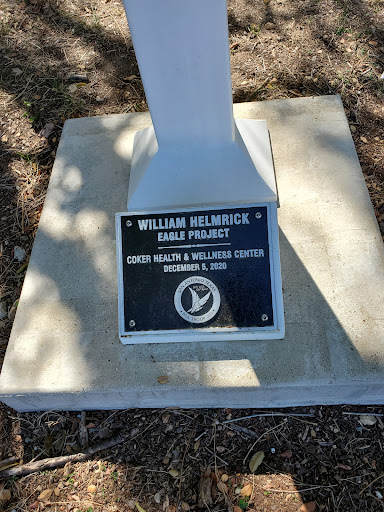 WILLIAM HELMRICK
EAGLE PROJECT
COKER HEALTH & WELLNESS CENTER
DECEMBER 5, 2020